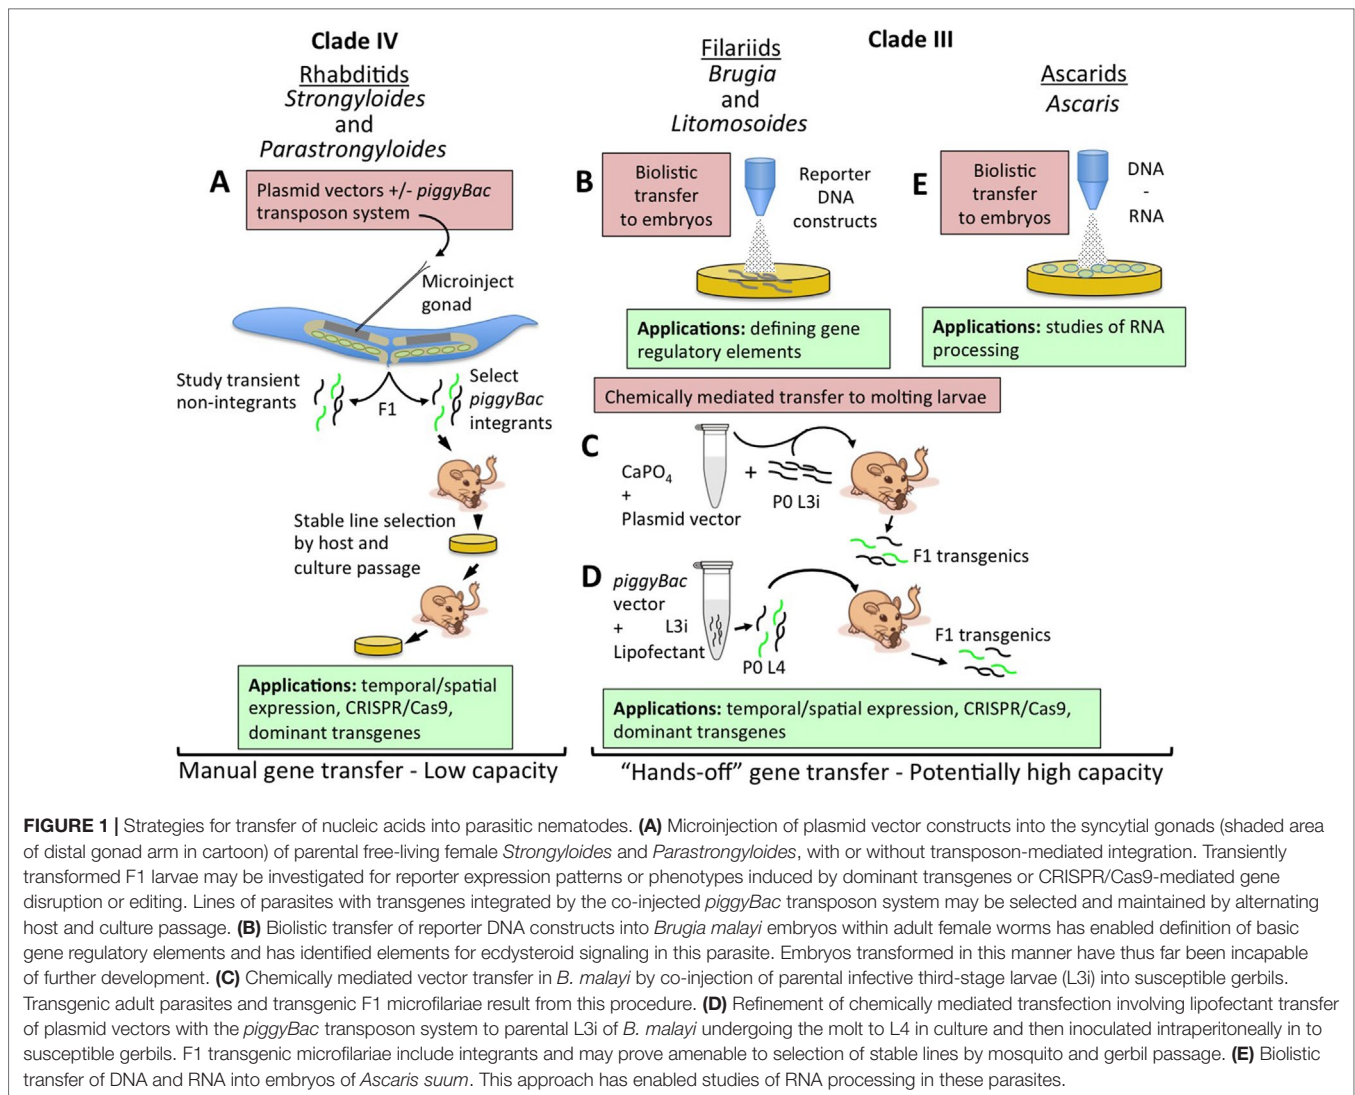 Clade IV
Rhabditids
Strongyloides
and
Parastrongyloides
A
Plasmid vectors +/- piggyBac
transposon system
Microinject
gonad
Study transient
non-integrants
F1
Select
piggyBac
integrants
Stable line selection
by host and
culture passage
Applications: temporal/spatial
expression, CRISPR/Cas9,
dominant transgenes
Manual gene transfer - Low capacity
Clade III
Filariids
Brugia
and
Litomosoides
B
Biolistic
transfer
to embryos
Reporter
DNA
constructs
Applications: defining gene
regulatory elements
Ascarids
Ascaris
E
Biolistic
transfer
to embryos
DNA
-
RNA
Applications: studies of RNA
processing
Chemically mediated transfer to molting larvae
C
CaPO4
+
Plasmid vector
+
P0 L3i
F1 transgenics
D
piggyBac
vector
+ L3i
Lipofectant
P0 L4
F1 transgenics
Applications: temporal/spatial expression, CRISPR/Cas9,
dominant transgenes
“Hands-off” gene transfer - Potentially high capacity
FIGURE 1 | Strategies for transfer of nucleic acids into parasitic nematodes. (A) Microinjection of plasmid vector constructs into the syncytial gonads (shaded area
of distal gonad arm in cartoon) of parental free-living female Strongyloides and Parastrongyloides, with or without transposon-mediated integration. Transiently
transformed F1 larvae may be investigated for reporter expression patterns or phenotypes induced by dominant transgenes or CRISPR/Cas9-mediated gene
disruption or editing. Lines of parasites with transgenes integrated by the co-injected piggyBac transposon system may be selected and maintained by alternating
host and culture passage. (B) Biolistic transfer of reporter DNA constructs into Brugia malayi embryos within adult female worms has enabled definition of basic
gene regulatory elements and has identified elements for ecdysteroid signaling in this parasite. Embryos transformed in this manner have thus far been incapable
of further development. (C) Chemically mediated vector transfer in B. malayi by co-injection of parental infective third-stage larvae (L3i) into susceptible gerbils.
Transgenic adult parasites and transgenic F1 microfilariae result from this procedure. (D) Refinement of chemically mediated transfection involving lipofectant transfer
of plasmid vectors with the piggyBac transposon system to parental L3i of B. malayi undergoing the molt to L4 in culture and then inoculated intraperitoneally in to
susceptible gerbils. F1 transgenic microfilariae include integrants and may prove amenable to selection of stable lines by mosquito and gerbil passage. (E) Biolistic
transfer of DNA and RNA into embryos of Ascaris suum. This approach has enabled studies of RNA processing in these parasites.